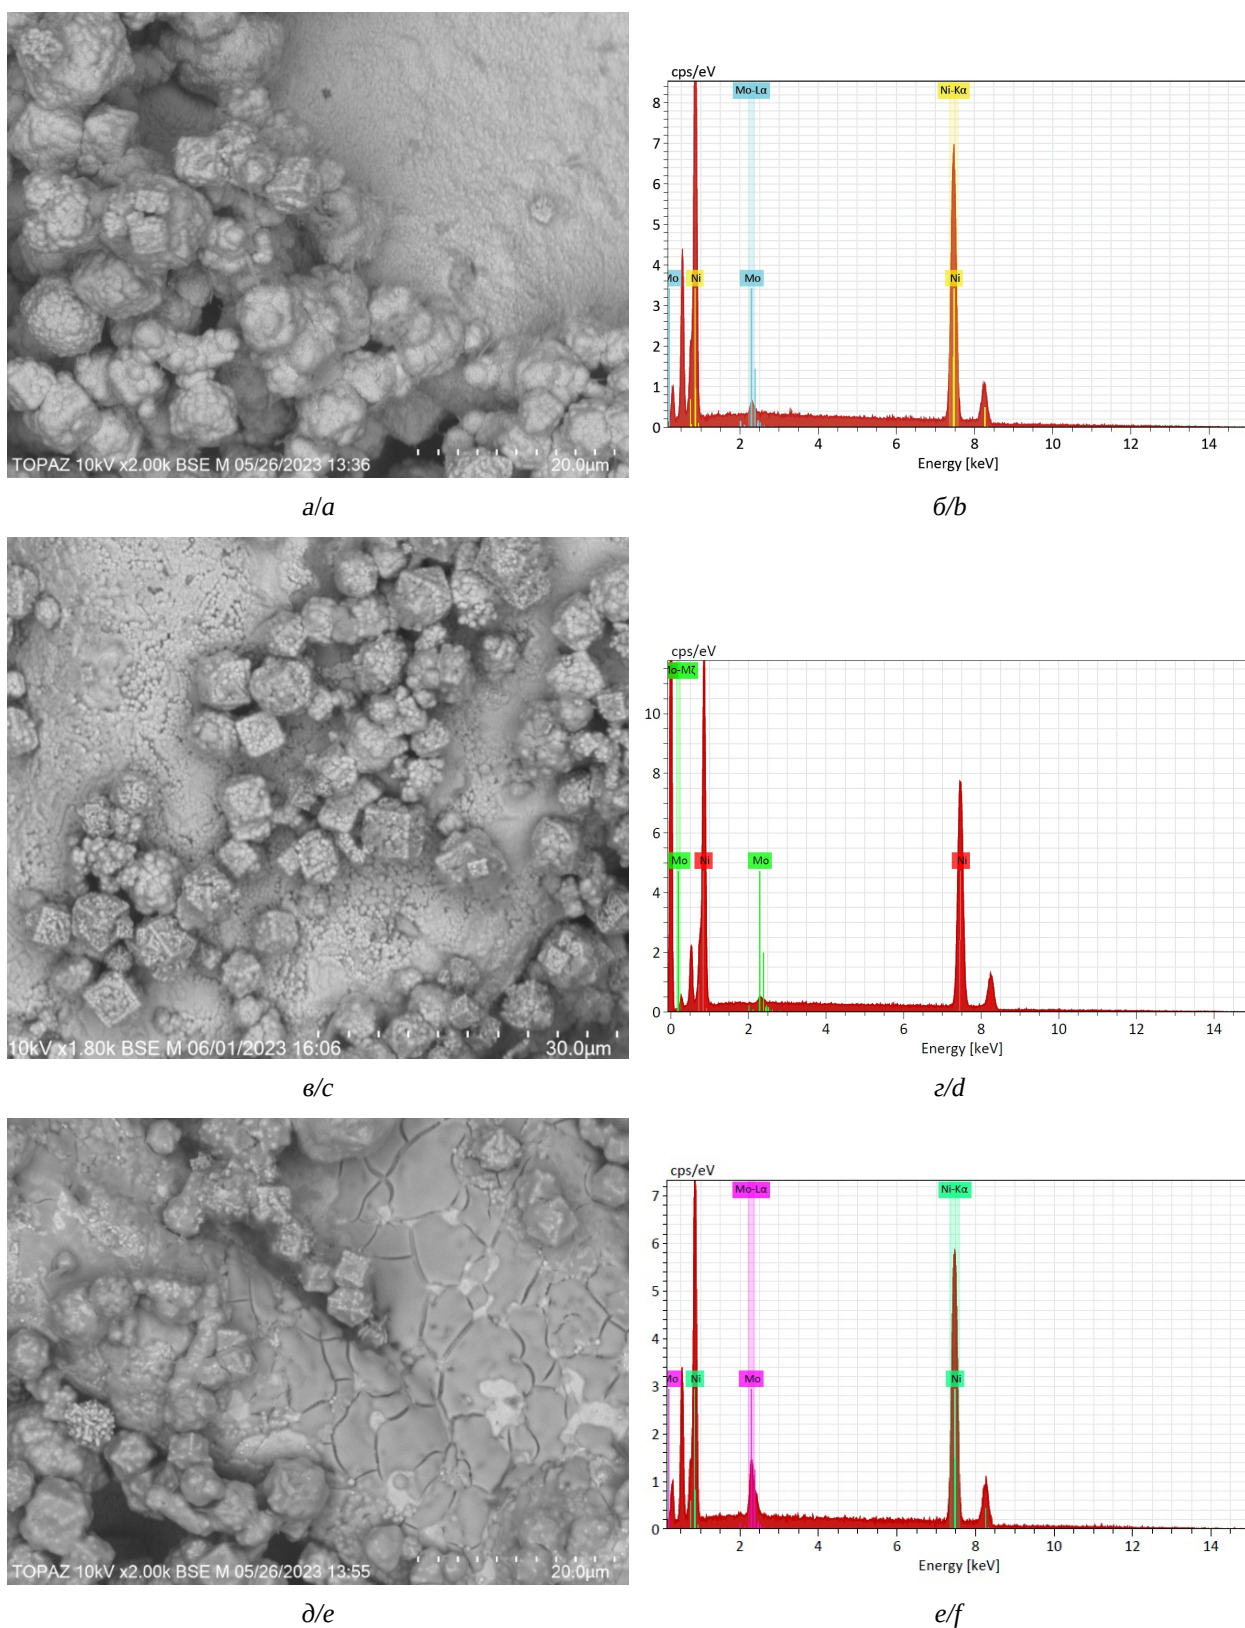 cps/eV
Mo-Lα Ni-Kα
8
7
6
5
4
Mo Ni Mo Ni
3
2
1
0
2 4 6 8 10 12 14
Energy [keV]
TOPAZ 10kV x2.00k BSE M 05/26/2023 13:36 20.0µm
а/a
б/b
cps/eV
Mo-Mζ
10
8
6
Mo Ni Mo Ni
4
2
0
0 2 4 6 8 10 12 14
Energy [keV]
10kV x1.80k BSE M 06/01/2023 16:06 30.0µm
в/c
г/d
cps/eV
Mo-Lα Ni-Kα
7
6
5
4
Mo Ni Mo Ni
3
2
1
0
2 4 6 8 10 12 14
Energy [keV]
TOPAZ 10kV x2.00k BSE M 05/26/2023 13:55 20.0µm
д/e
е/f